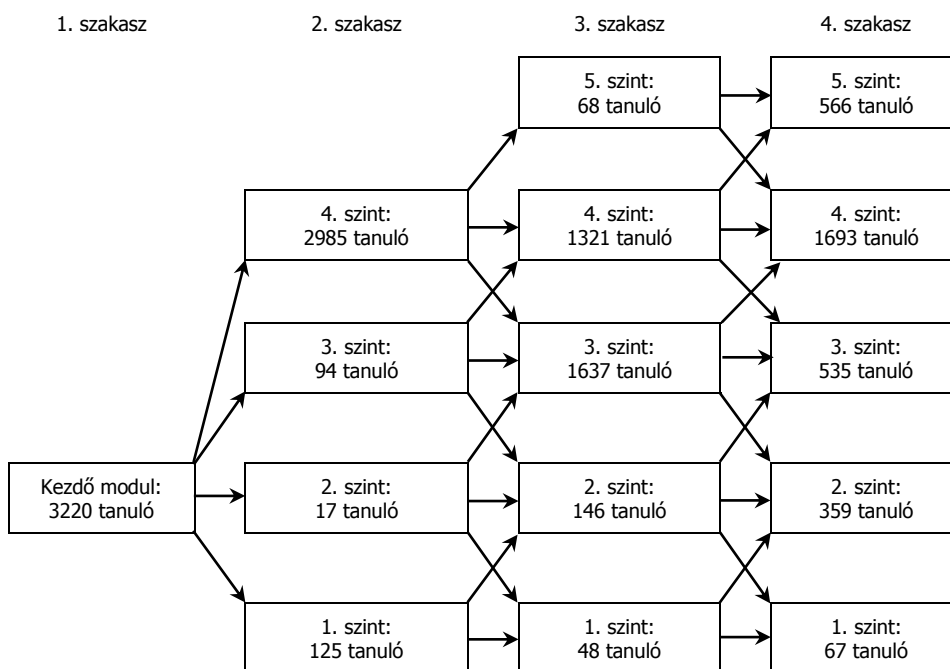 1. szakasz
2. szakasz
3. szakasz
4. szakasz
5. szint:
68 tanuló
5. szint:
566 tanuló
4. szint:
2985 tanuló
4. szint:
1321 tanuló
4. szint:
1693 tanuló
3. szint:
94 tanuló
3. szint:
1637 tanuló
3. szint:
535 tanuló
Kezdő modul:
3220 tanuló
2. szint:
17 tanuló
2. szint:
146 tanuló
2. szint:
359 tanuló
1. szint:
125 tanuló
1. szint:
48 tanuló
1. szint:
67 tanuló